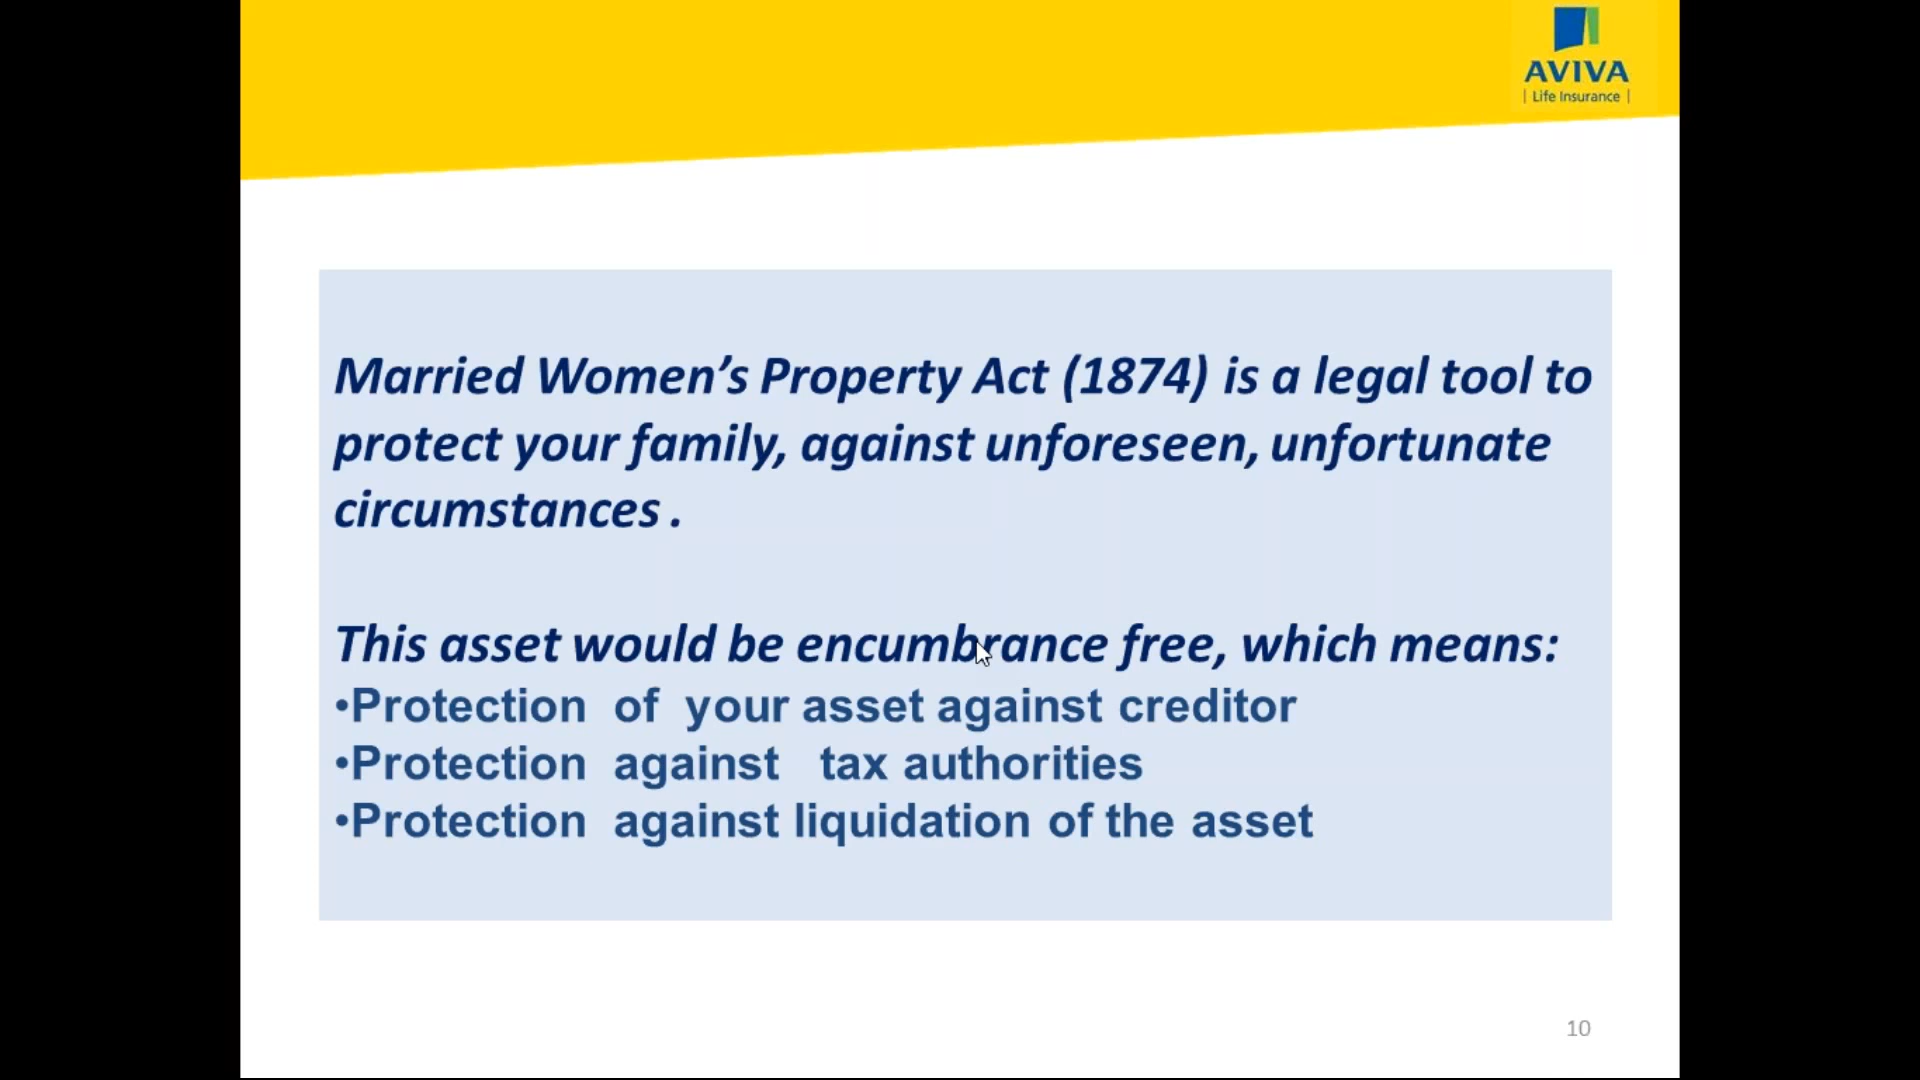 AVIVA
| Life Insurance |
Married Women’s Property Act (1874) is a legal tool to
protect your family, against unforeseen, unfortunate
circumstances .
This asset would be encumbrance free, which means:
•Protection of your asset against creditor
•Protection against tax authorities
•Protection against liquidation of the asset
10